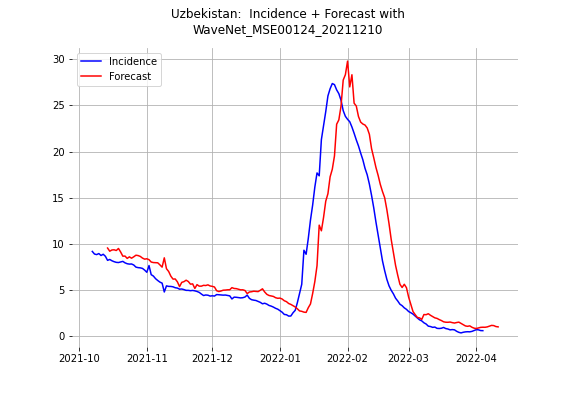 Uzbekistan:  Incidence + Forecast with
WaveNet_MSE00124_20211210
Incidence
Forecast
30
25
20
15
10
5
0
2021-10 2021-11 2021-12 2022-01 2022-02 2022-03 2022-04